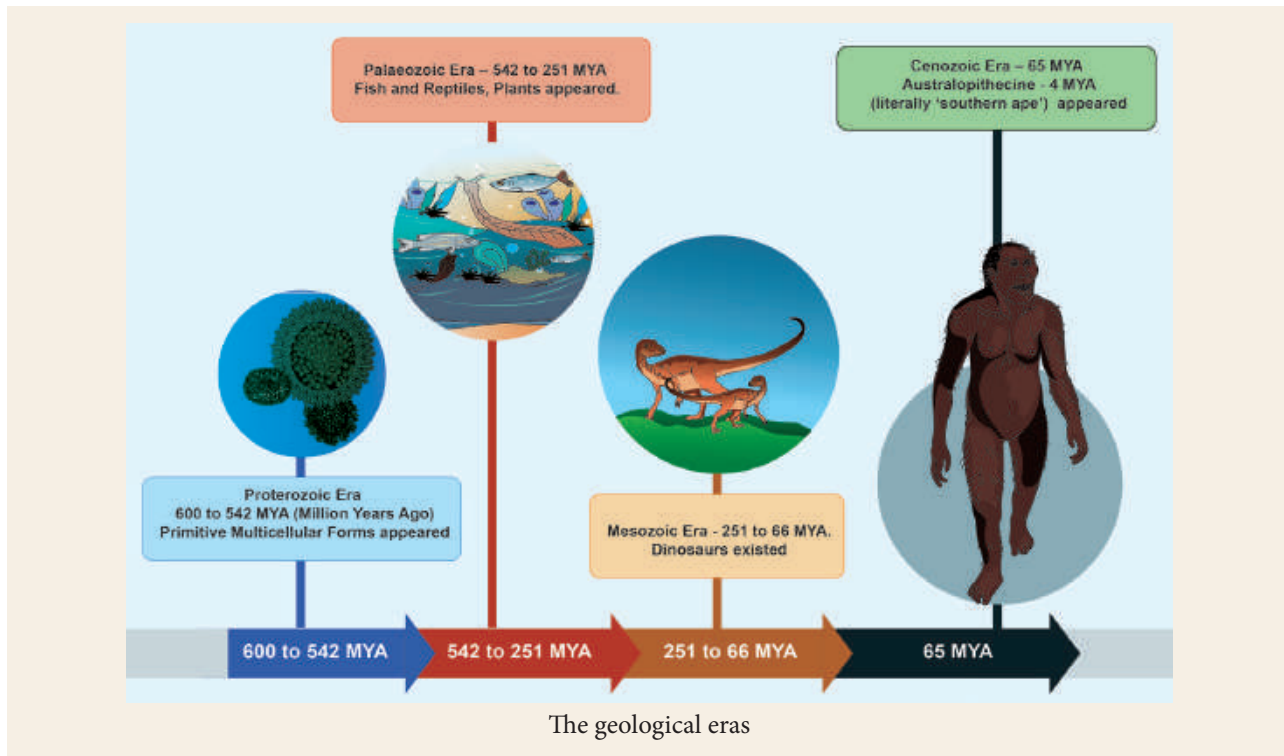 Palaeozoic Era – 542 to 251 MYA
Fish and Reptiles, Plants appeared.
Cenozoic Era – 65 MYA
Australopithecine - 4 MYA
(literally ‘southern ape’) appeared
Proterozoic Era
600 to 542 MYA (Million Years Ago)
Primitive Multicellular Forms appeared
Mesozoic Era - 251 to 66 MYA.
Dinosaurs existed
600 to 542 MYA
542 to 251 MYA
251 to 66 MYA
65 MYA
The geological eras